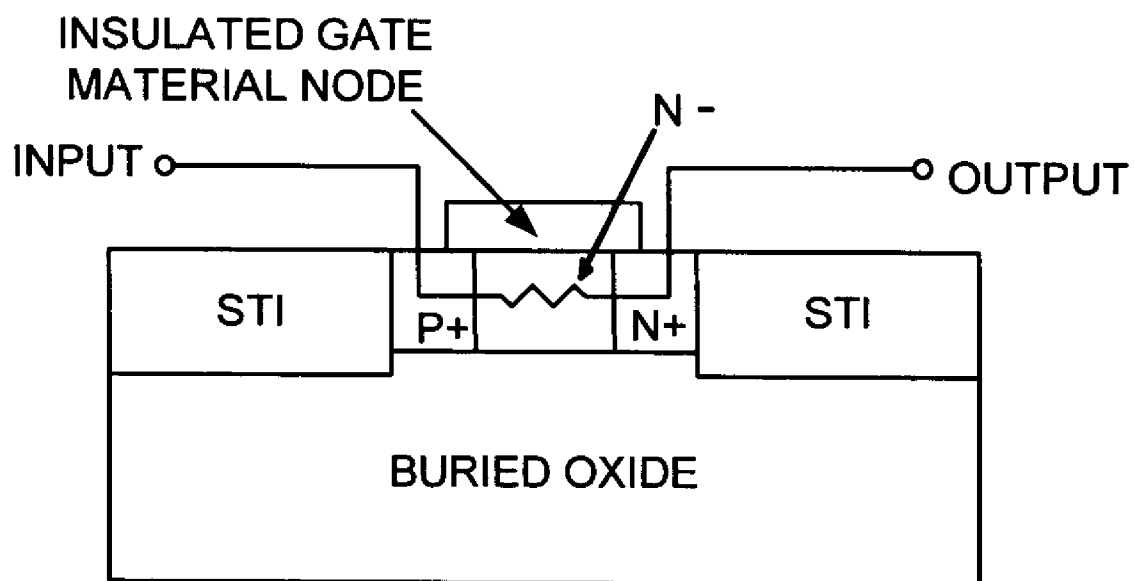 INSULATED GATE
MATERIAL NODE
N -
INPUT
OUTPUT
STI
P+
N+
STI
BURIED OXIDE